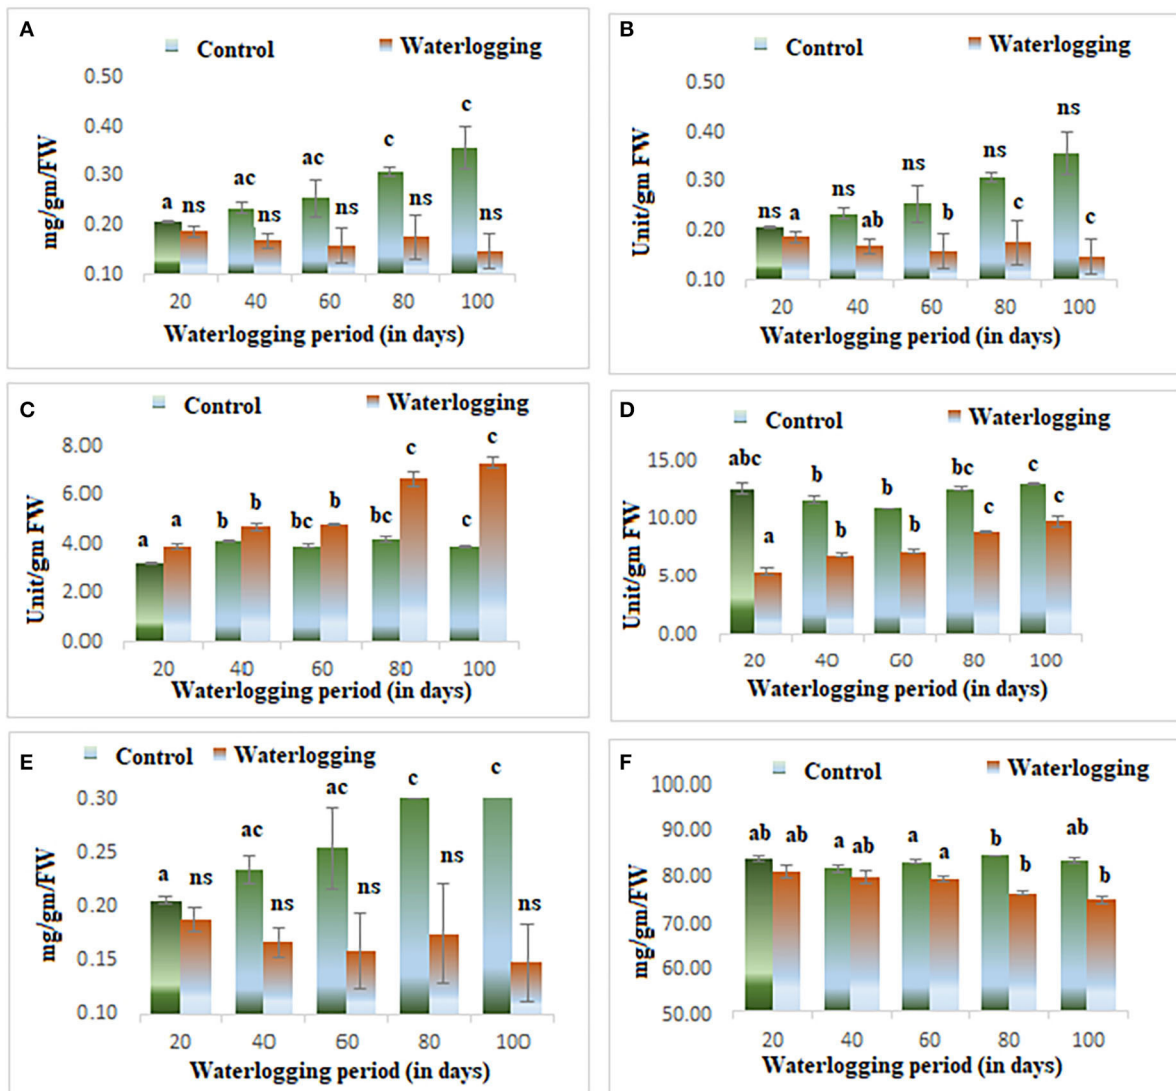 A
Control Waterlogging
0.50
0.40
0.30
0.20
0.10
mg/gm/FW
a ns ac ns ac ns c ns c ns
20 40 60 80 100
Waterlogging period (in days)
B
Control Waterlogging
0.50
0.40
0.30
0.20
0.10
Unit/gm FW
ns a ns ab ns b ns c ns c
20 40 60 80 100
Waterlogging period (in days)
C
Control Waterlogging
8.00
6.00
4.00
2.00
0.00
Unit/gm FW
a a b b bc b bc c c c
20 40 60 80 100
Waterlogging period (in days)
D
Control Waterlogging
15.00
10.00
5.00
0.00
Unit/gm FW
abc a b b b b bc c c c
20 40 60 80 100
Waterlogging period (in days)
E
Control Waterlogging
0.30
0.25
0.20
0.15
0.10
mg/gm/FW
a ns ac ns ac ns c ns c ns
20 40 60 80 100
Waterlogging period (in days)
F
Control Waterlogging
100.00
90.00
80.00
70.00
60.00
50.00
mg/gm/FW
ab ab a ab a a b b ab b
20 40 60 80 100
Waterlogging period (in days)